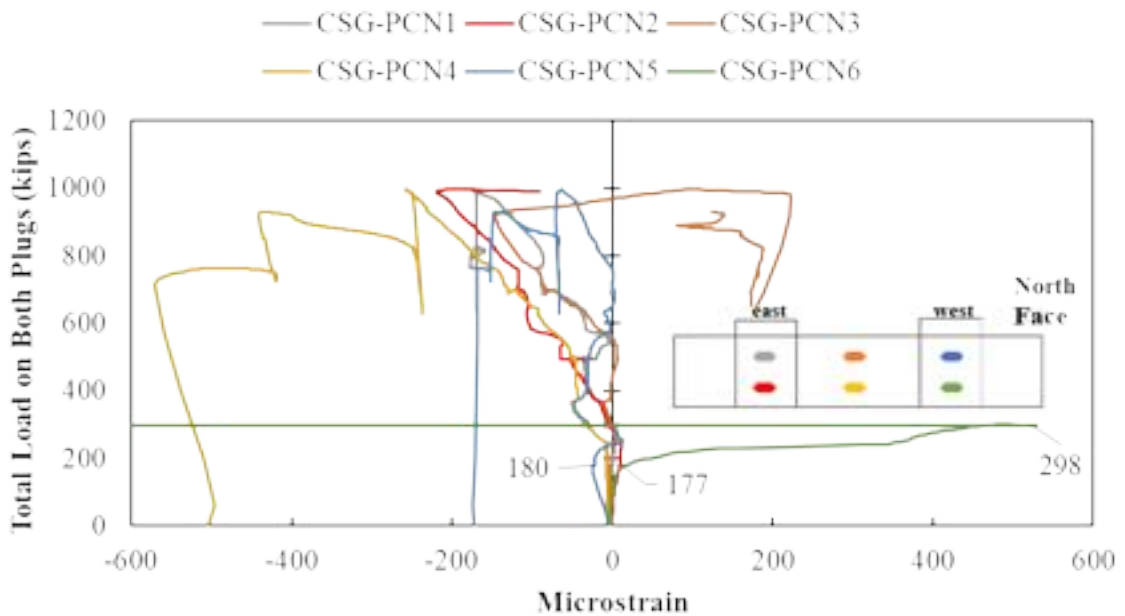 CSG-PCN1 CSG-PCN2 CSG-PCN3
CSG-PCN4 CSG-PCN5 CSG-PCN6
Total Load on Both Plugs (kips)
1200
1000
800
600
400
200
0
North
Face
east
west
180
177
298
-600
-400
-200
0
200
400
600
Microstrain